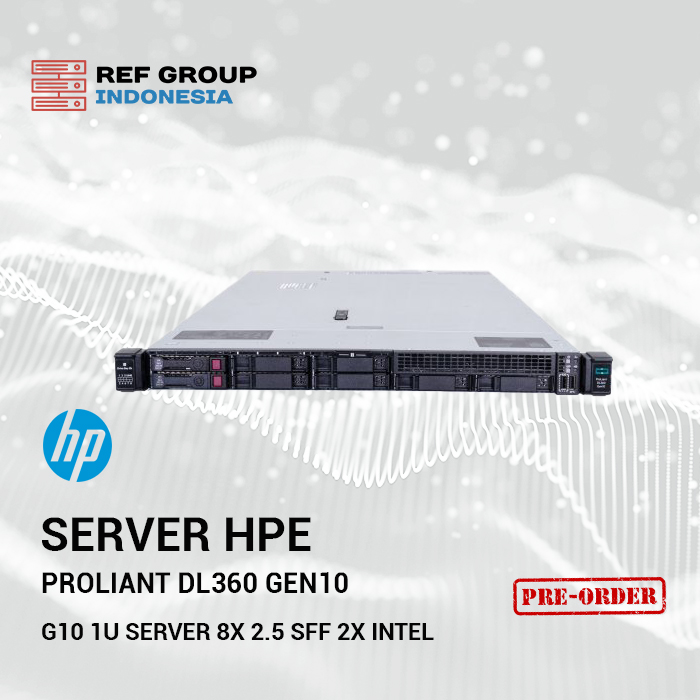 REF GROUP
INDONESIA
hp
SERVER HPE
PROLIANT DL360 GEN10
PRE-ORDER
G10 1U SERVER 8X 2.5 SFF 2X INTEL